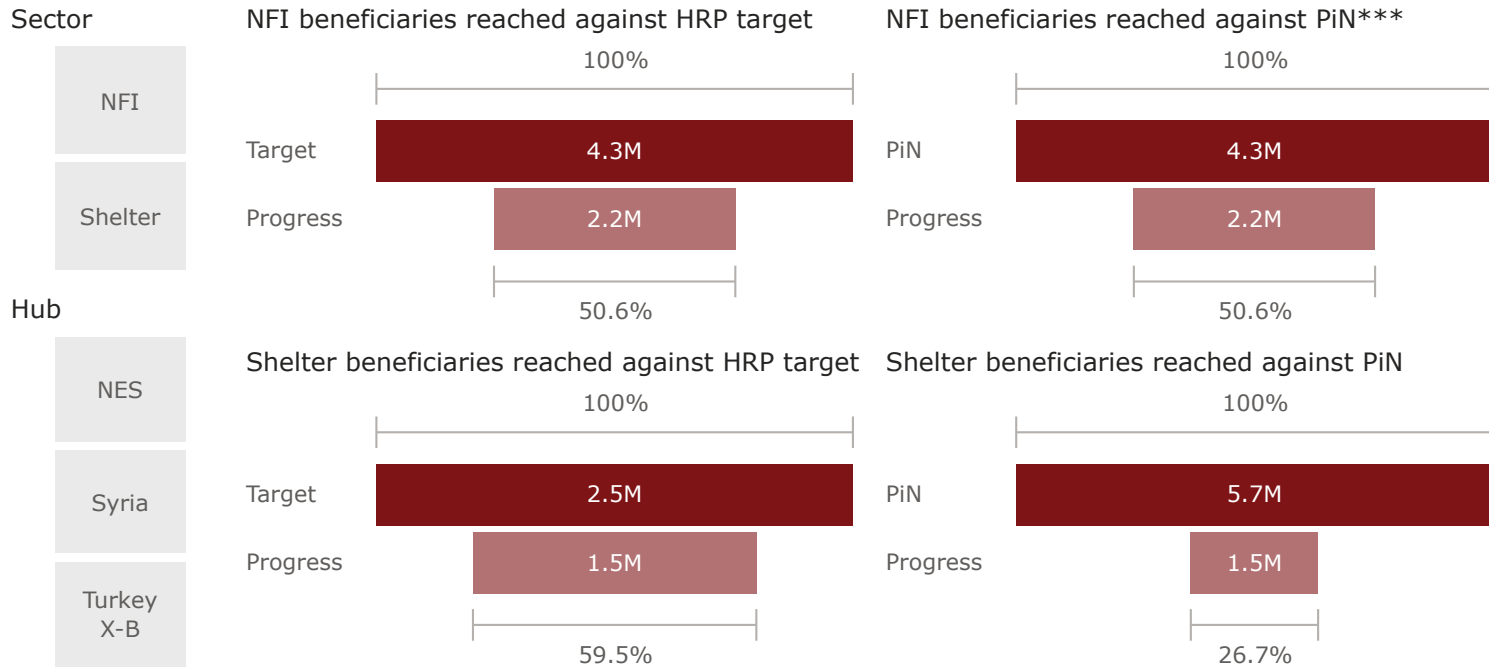 Sector
NFI
Shelter
Hub
NES
Syria
Turkey
X-B
NFI beneficiaries reached against HRP target
100%
Target
4.3M
Progress
2.2M
50.6%
NFI beneficiaries reached against PiN***
100%
PiN
4.3M
Progress
2.2M
50.6%
Shelter beneficiaries reached against HRP target
100%
Target
2.5M
Progress
1.5M
59.5%
Shelter beneficiaries reached against PiN
100%
PiN
5.7M
Progress
1.5M
26.7%